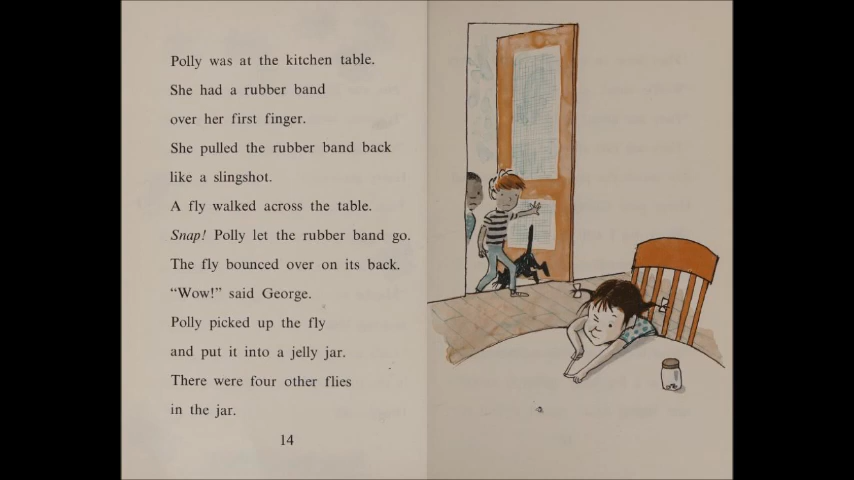 Polly was at the kitchen table.
She had a rubber band
over her first finger.
She pulled the rubber band back
like a slingshot.
A fly walked across the table.
Snap! Polly let the rubber band go.
The fly bounced over on its back.
“Wow!” said George.
Polly picked up the fly
and put it into a jelly jar.
There were four other flies
in the jar.
14